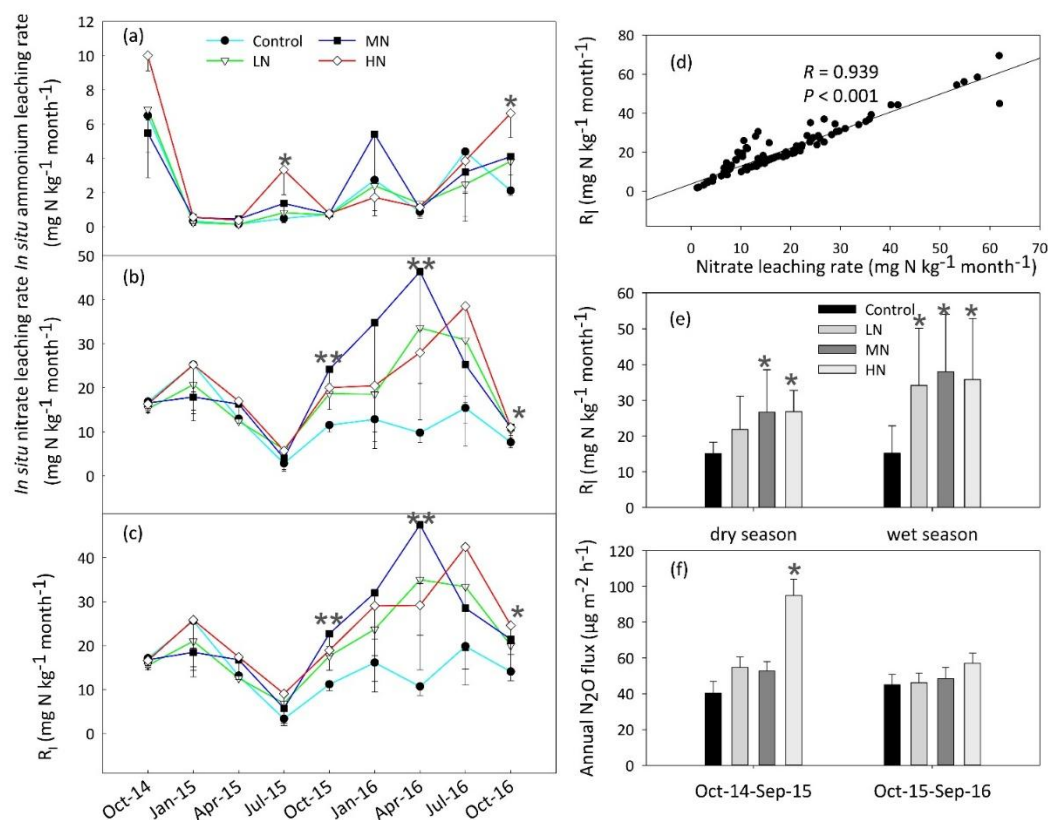 (a)
Control
MN
LN
HN
In situ ammonium leaching rate
(mg N kg-1 month-1)
12
10
8
6
4
2
0
*
*
(b)
In situ nitrate leaching rate
(mg N kg-1 month-1)
50
40
30
20
10
0
**
**
*
(c)
RI (mg N kg-1 month-1)
40
30
20
10
0
**
**
*
Oct-14
Jan-15
Apr-15
Jul-15
Oct-15
Jan-16
Apr-16
Jul-16
Oct-16
(d)
RI (mg N kg-1 month-1)
80
60
40
20
0
R = 0.939
P < 0.001
0 10 20 30 40 50 60 70
Nitrate leaching rate (mg N kg-1 month-1)
(e)
RI (mg N kg-1 month-1)
60
50
40
30
20
10
0
Control
LN
MN
HN
* * * * *
dry season wet season
(f)
Annual N2O flux (µg m-2 h-1)
120
100
80
60
40
20
0
*
Oct-14-Sep-15 Oct-15-Sep-16